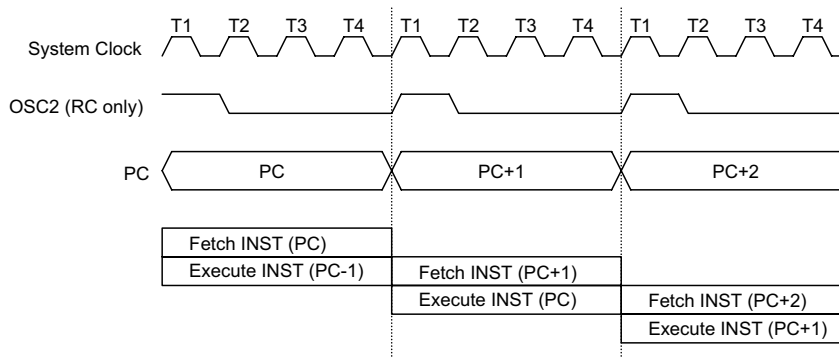 T1 T2 T3 T4 T1 T2 T3 T4 T1 T2 T3 T4
System Clock
OSC2 (RC only)
PC PC PC+1 PC+2
Fetch INST (PC)
Execute INST (PC-1) Fetch INST (PC+1)
Execute INST (PC) Fetch INST (PC+2)
Execute INST (PC+1)